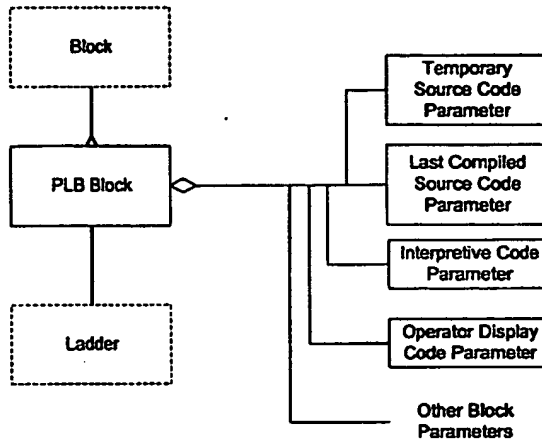 Block
PLB Block
Ladder
Temporary
Source Code
Parameter
Last Compiled
Source Code
Parameter
Interpretive Code
Parameter
Operator Display
Code Parameter
Other Block
Parameters